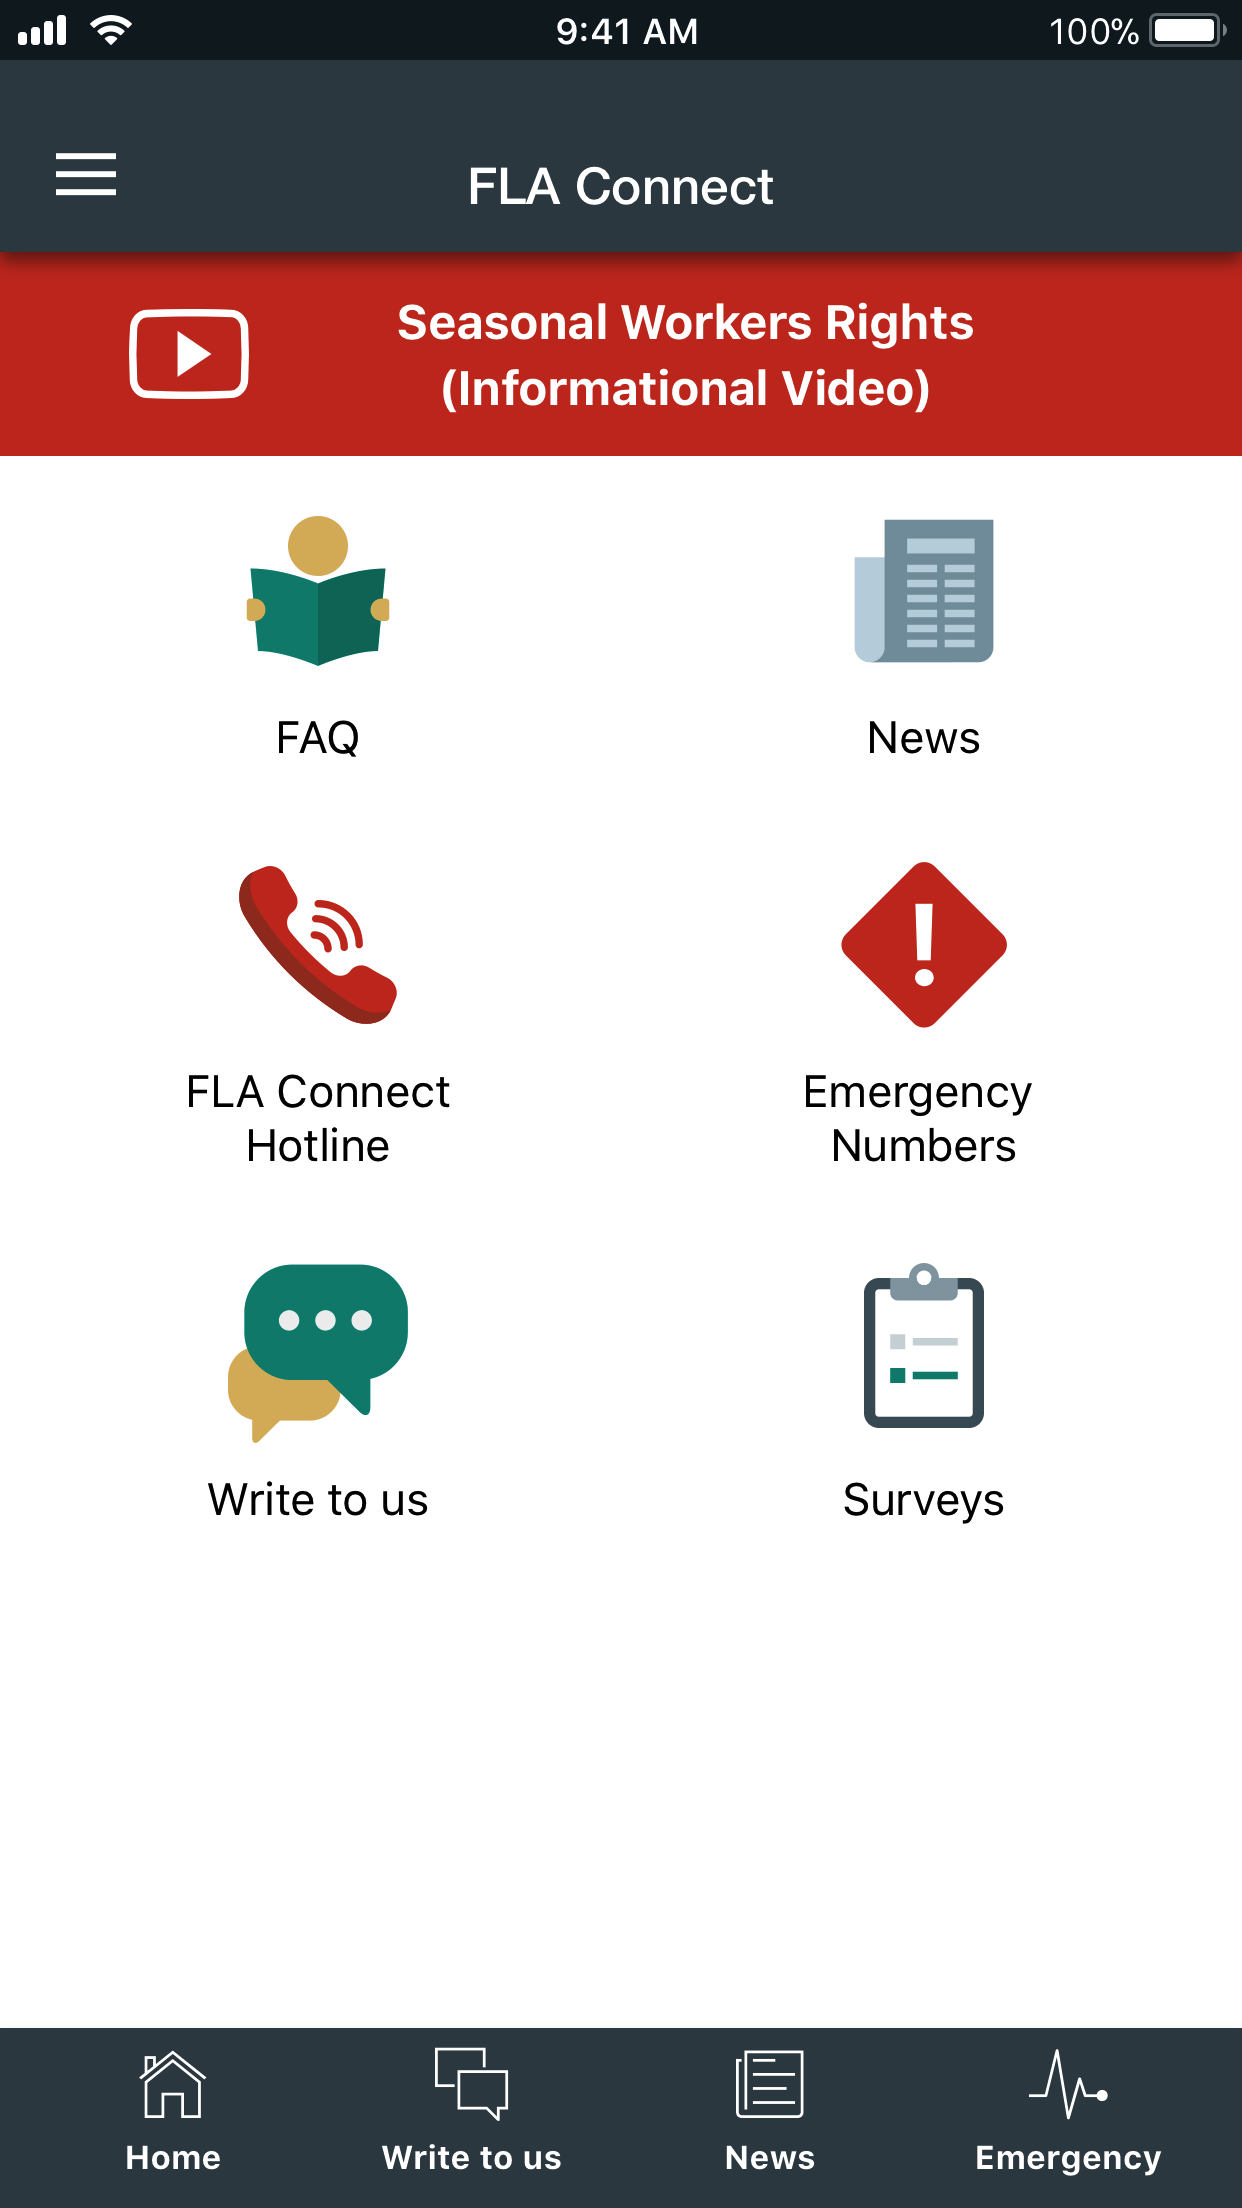 9:41 AM
100%
FLA Connect
Seasonal Workers Rights
(Informational Video)
FAQ
News
FLA Connect
Hotline
Emergency
Numbers
Write to us
Surveys
Home
Write to us
News
Emergency